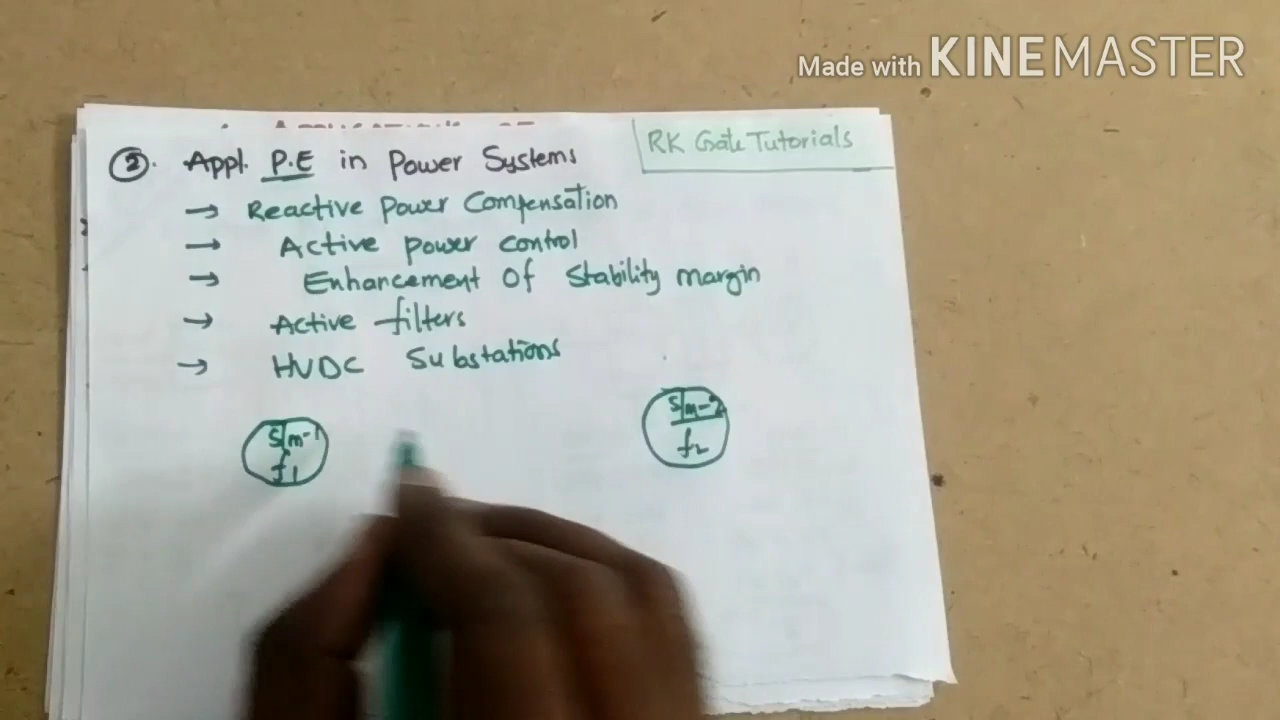 Made with KINEMASTER
RK Gate Tutorials
②. Appl. P.E in Power Systems
→ Reactive Power Compensation
→ Active power control
→ Enhancement Of Stability margin
→ Active filters
→ HVDC Substations
S/m-1
f1
S/m-2
f2